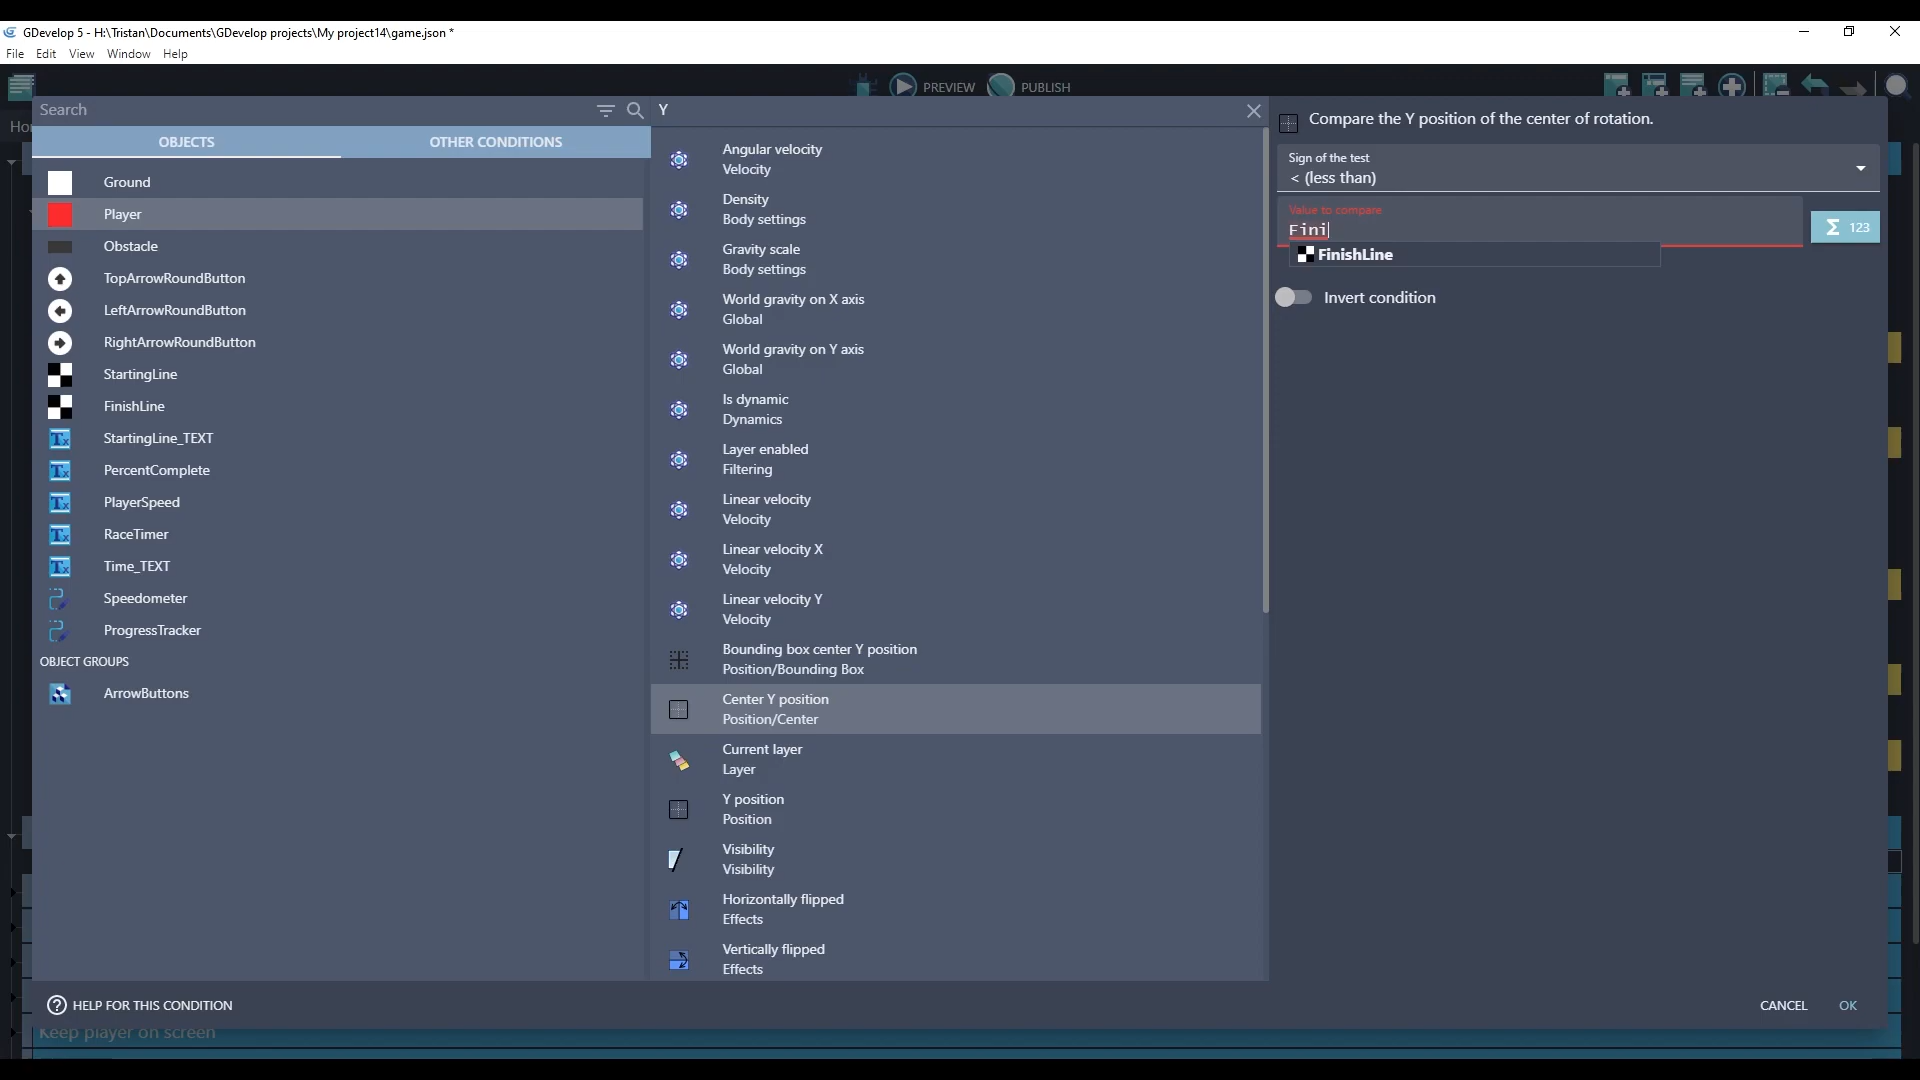 GDevelop 5 - H:\Tristan\Documents\GDevelop projects\My project14\game.json *
File Edit View Window Help
PREVIEW PUBLISH
Search
Y
Compare the Y position of the center of rotation.
OBJECTS
OTHER CONDITIONS
Ground
Player
Obstacle
TopArrowRoundButton
LeftArrowRoundButton
RightArrowRoundButton
StartingLine
FinishLine
StartingLine_TEXT
PercentComplete
PlayerSpeed
RaceTimer
Time_TEXT
Speedometer
ProgressTracker
OBJECT GROUPS
ArrowButtons
Angular velocity
Velocity
Density
Body settings
Gravity scale
Body settings
World gravity on X axis
Global
World gravity on Y axis
Global
Is dynamic
Dynamics
Layer enabled
Filtering
Linear velocity
Velocity
Linear velocity X
Velocity
Linear velocity Y
Velocity
Bounding box center Y position
Position/Bounding Box
Center Y position
Position/Center
Current layer
Layer
Y position
Position
Visibility
Visibility
Horizontally flipped
Effects
Vertically flipped
Effects
Sign of the test
< (less than)
Value to compare
Fini
Σ 123
FinishLine
Invert condition
? HELP FOR THIS CONDITION
CANCEL
OK
Keep player on screen